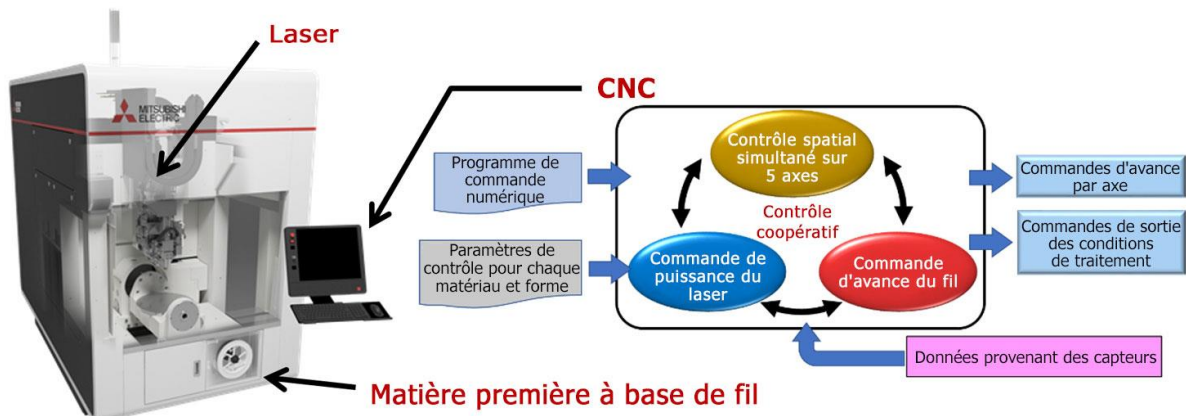 Laser
MITSUBISHI
ELECTRIC
CNC
Programme de
commande
numérique
Paramètres de
contrôle pour chaque
matériau et forme
Contrôle spatial
simultané sur
5 axes
Contrôle
coopératif
Commande de
puissance du
laser
Commande
d'avance du fil
Commandes d'avance
par axe
Commandes de sortie
des conditions
de traitement
Données provenant des capteurs
Matière première à base de fil